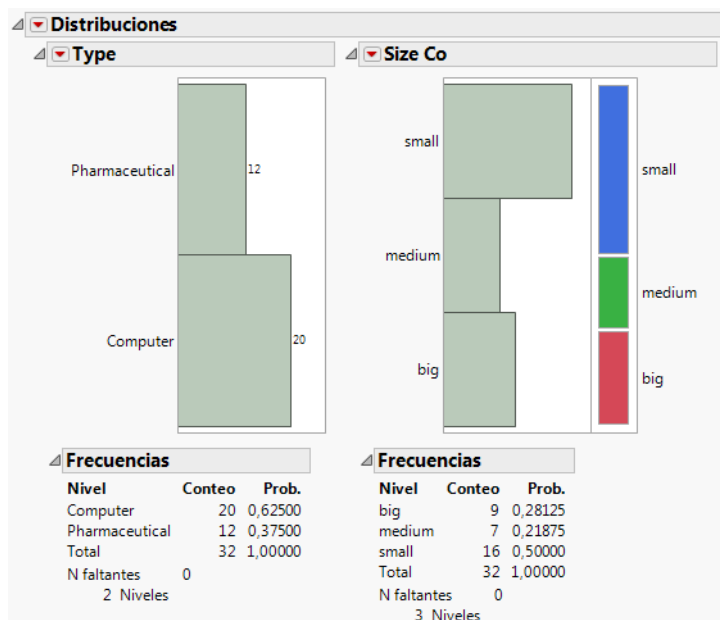 Distribuciones
Type
Pharmaceutical
12
Computer
20
Frecuencias
Nivel Conteo Prob.
Computer 20 0,62500
Pharmaceutical 12 0,37500
Total 32 1,00000
N faltantes 0
2 Niveles
Size Co
small
medium
big
small
medium
big
Frecuencias
Nivel Conteo Prob.
big 9 0,28125
medium 7 0,21875
small 16 0,50000
Total 32 1,00000
N faltantes 0
3 Niveles